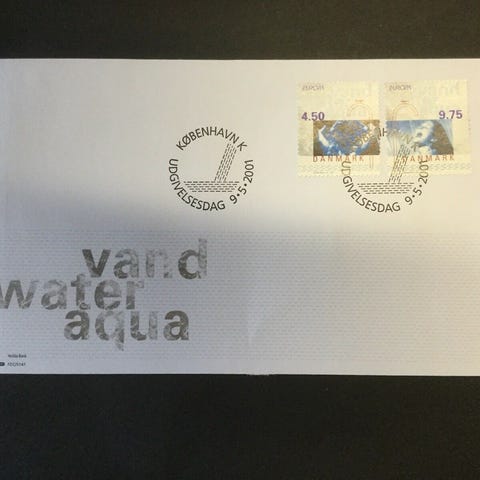 EUROPA
4.50
DANMARK
EUROPA
9.75
DANMARK
KØBENHAVN K
UDGIVELSESDAG 9·5·2001
UDGIVELSESDAG 9·5·2001
vand
water
aqua